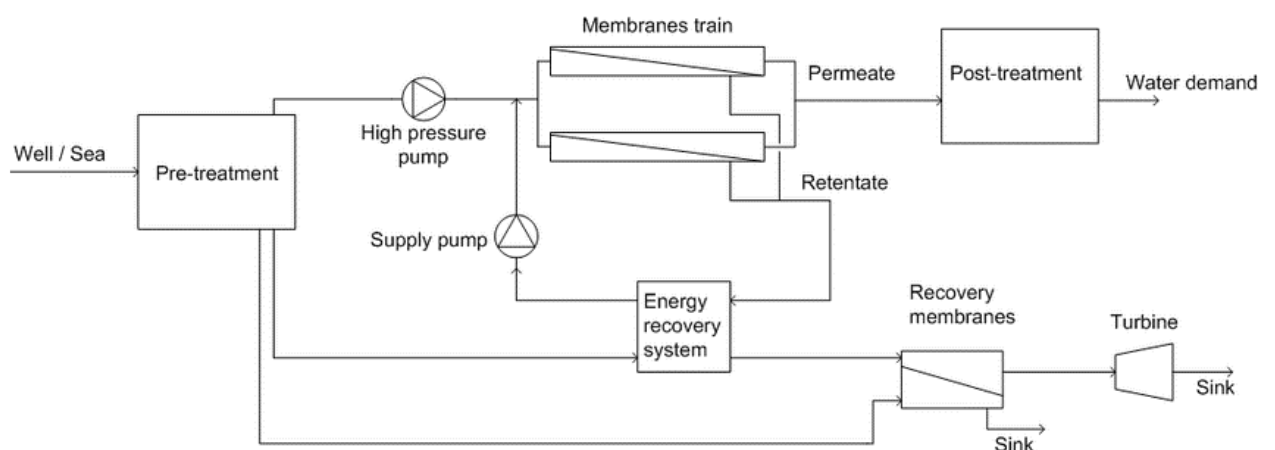 Membranes train
Permeate
Post-treatment
Water demand
High pressure
pump
Well / Sea
Pre-treatment
Retentate
Supply pump
Energy
recovery
system
Recovery
membranes
Turbine
Sink
Sink